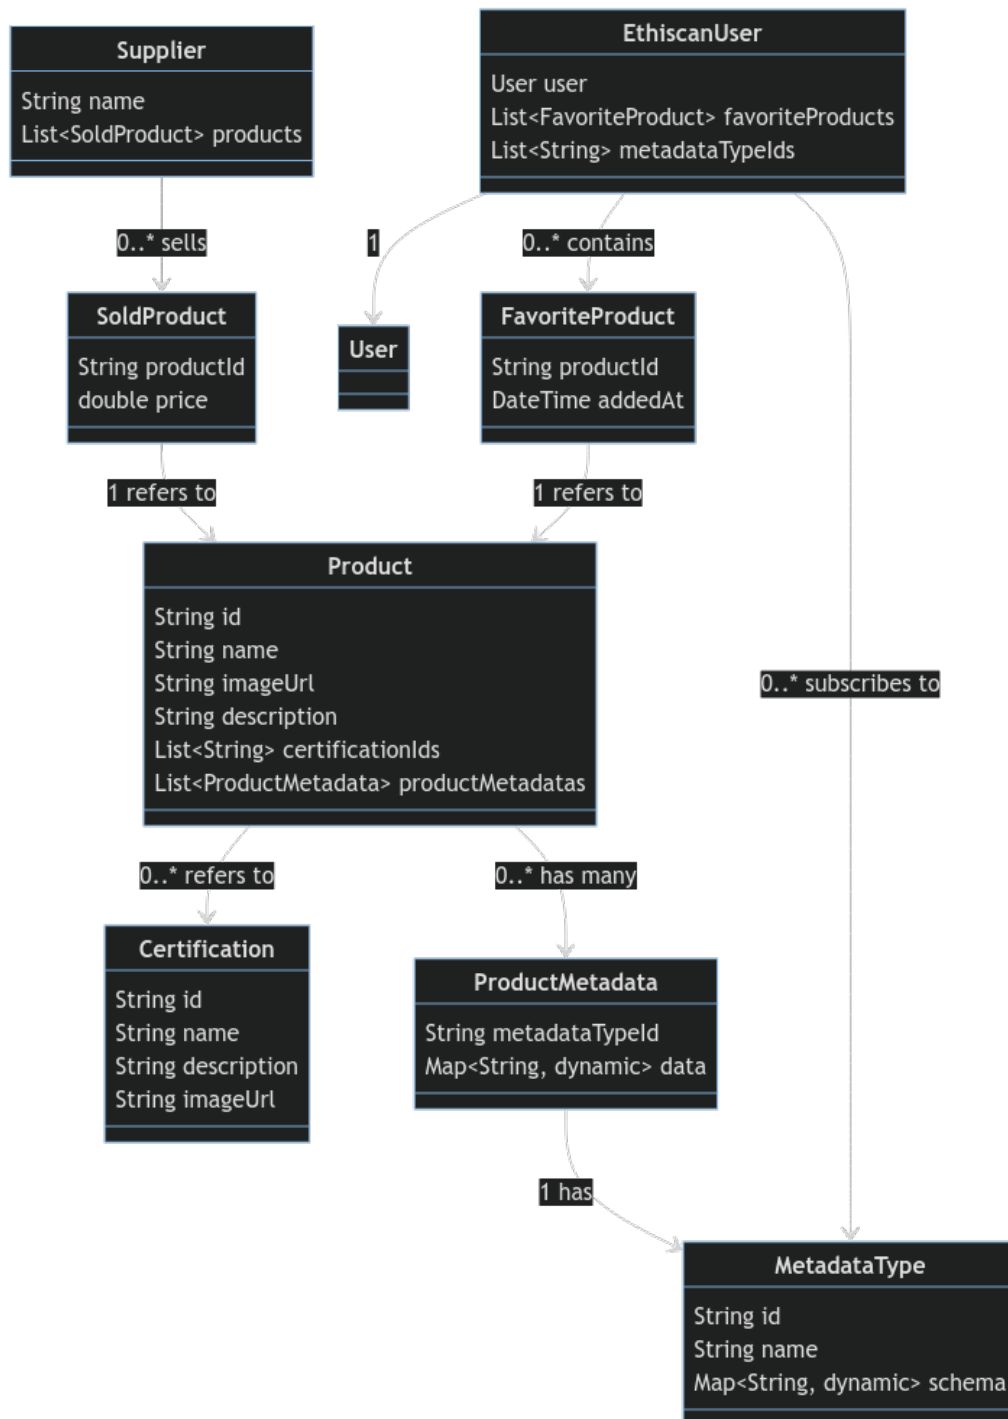 Supplier
String name
List<SoldProduct> products
EthiscanUser
User user
List<FavoriteProduct> favoriteProducts
List<String> metadataTypeIds
0..* sells
1
0..* contains
SoldProduct
String productId
double price
User
FavoriteProduct
String productId
DateTime addedAt
1 refers to
1 refers to
Product
String id
String name
String imageUrl
String description
List<String> certificationIds
List<ProductMetadata> productMetadatas
0..* subscribes to
0..* refers to
0..* has many
Certification
String id
String name
String description
String imageUrl
ProductMetadata
String metadataTypeId
Map<String, dynamic> data
1 has
MetadataType
String id
String name
Map<String, dynamic> schema